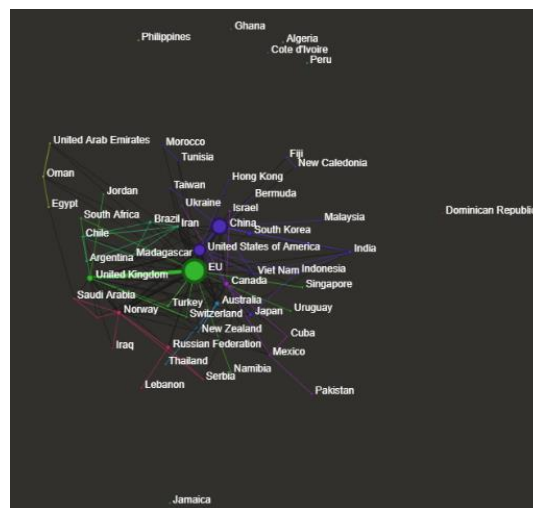 Ghana
Philippines
Algeria
Cote d'Ivoire
Peru
United Arab Emirates
Morocco
Tunisia
Fiji
New Caledonia
Oman
Hong Kong
Taiwan
Jordan
Bermuda
Egypt
Ukraine
Israel
Dominican Republic
South Africa
Brazil
Iran
China
Malaysia
Chile
South Korea
Madagascar
United States of America
India
Argentina
EU
Viet Nam
Indonesia
United Kingdom
Canada
Singapore
Saudi Arabia
Turkey
Australia
Norway
Switzerland
Japan
Uruguay
New Zealand
Cuba
Iraq
Russian Federation
Mexico
Thailand
Namibia
Serbia
Lebanon
Pakistan
Jamaica